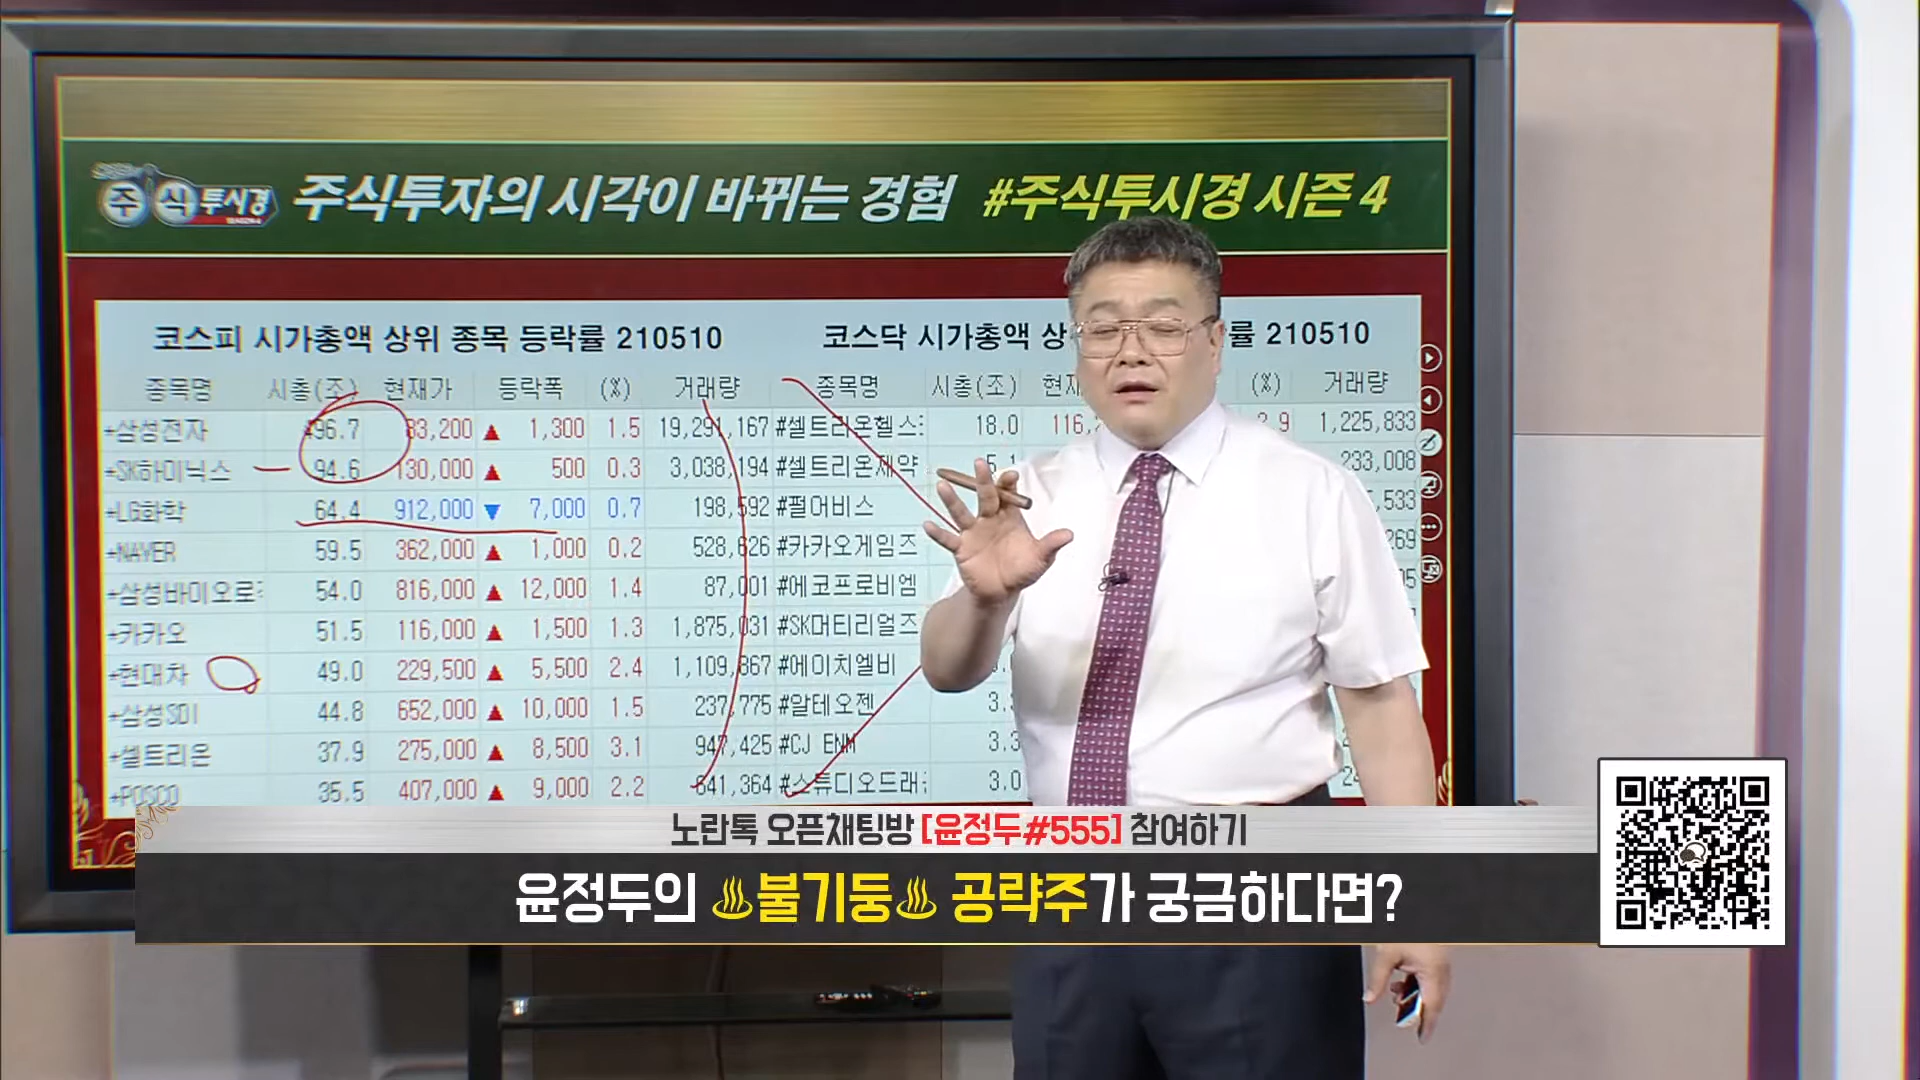 주식투시경 주식투자의 시각이 바뀌는 경험 #주식투시경 시즌 4
코스피 시가총액 상위 종목 등락률 210510
종목명 시총(조) 현재가 등락폭 (%) 거래량
+삼성전자 496.7 83,200 ▲ 1,300 1.5 19,291,167
+SK하이닉스 94.6 130,000 ▲ 500 0.3 3,038,194
+LG화학 64.4 912,000 ▼ 7,000 0.7 198,592
+NAVER 59.5 362,000 ▲ 1,000 0.2 528,626
+삼성바이오로 54.0 816,000 ▲ 12,000 1.4 87,001
+카카오 51.5 116,000 ▲ 1,500 1.3 1,875,031
+현대차 49.0 229,500 ▲ 5,500 2.4 1,109,867
+삼성SDI 44.8 652,000 ▲ 10,000 1.5 237,775
+셀트리온 37.9 275,000 ▲ 8,500 3.1 947,425
+POSCO 35.5 407,000 ▲ 9,000 2.2 641,364
코스닥 시가총액 률 210510
종목명 시총(조) (%) 거래량
#셀트리온헬스 18.0 1,225,833
#셀트리온제약 233,008
#펄어비스
#카카오게임즈
#에코프로비엠
#SK머티리얼즈
#에이치엘비
#알테오젠
#CJ ENM 3.3
#스튜디오드래 3.0
노란톡 오픈채팅방 [윤정두#555] 참여하기
윤정두의 ♨불기둥♨ 공략주가 궁금하다면?